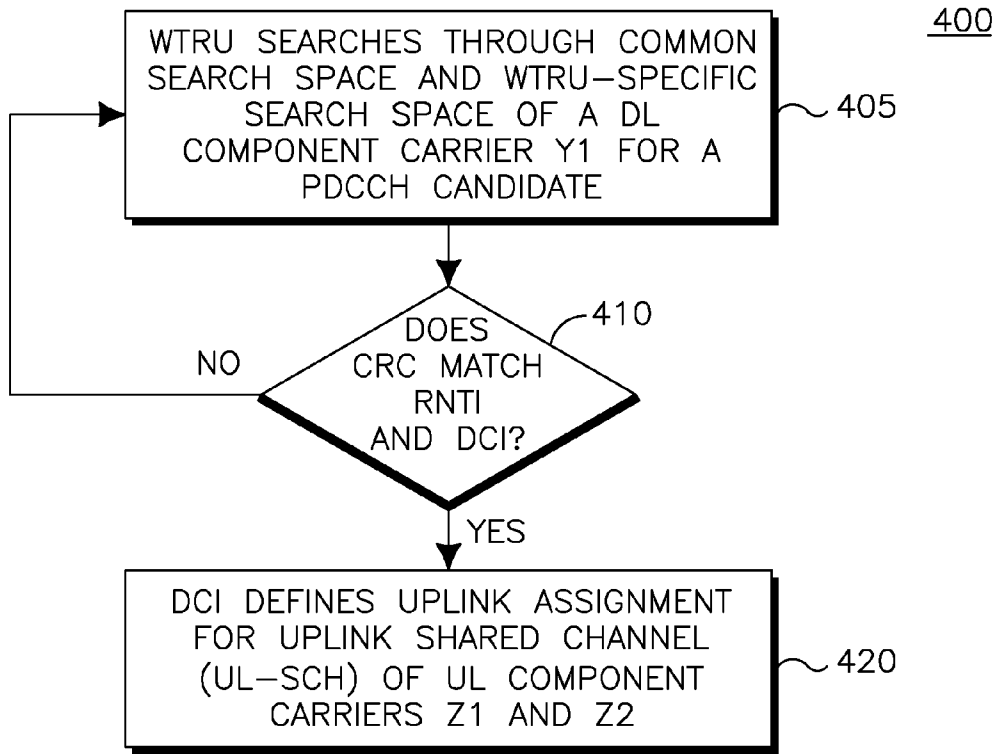 400
WTRU SEARCHES THROUGH COMMON
SEARCH SPACE AND WTRU-SPECIFIC
SEARCH SPACE OF A DL
COMPONENT CARRIER Y1 FOR A
PDCCH CANDIDATE
405
DOES
CRC MATCH
RNTI
AND DCI?
410
NO
YES
DCI DEFINES UPLINK ASSIGNMENT
FOR UPLINK SHARED CHANNEL
(UL-SCH) OF UL COMPONENT
CARRIERS Z1 AND Z2
420